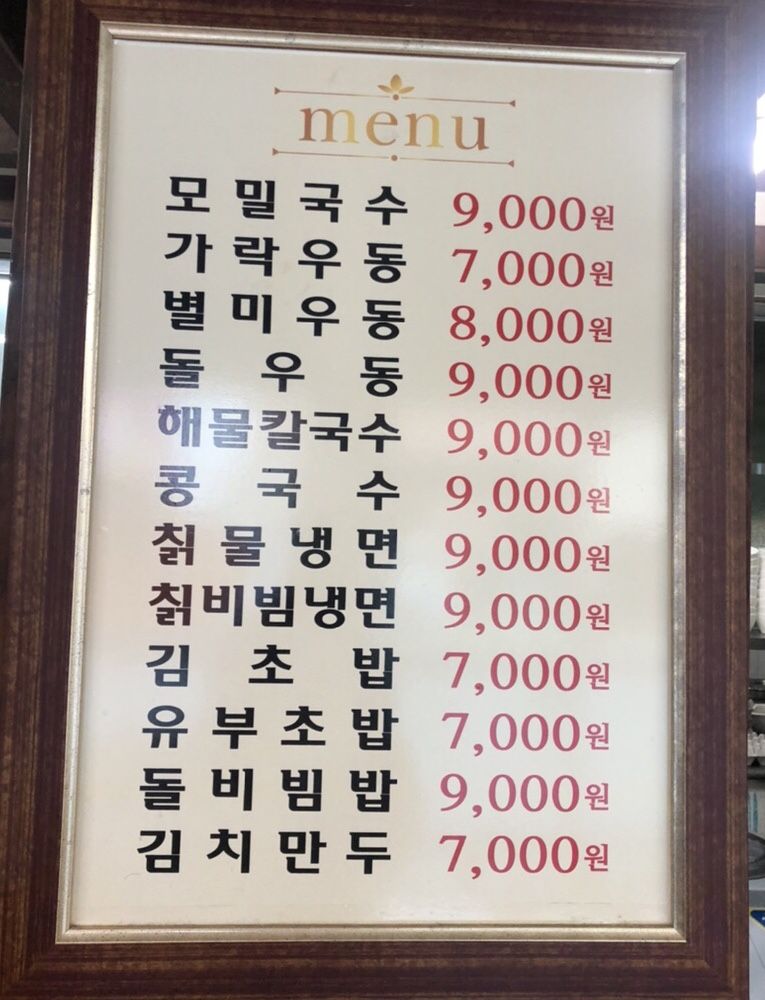 menu
모밀국수 9,000원
가락우동 7,000원
별미우동 8,000원
돌우동 9,000원
해물칼국수 9,000원
콩국수 9,000원
칡물냉면 9,000원
칡비빔냉면 9,000원
김초밥 7,000원
유부초밥 7,000원
돌비빔밥 9,000원
김치만두 7,000원